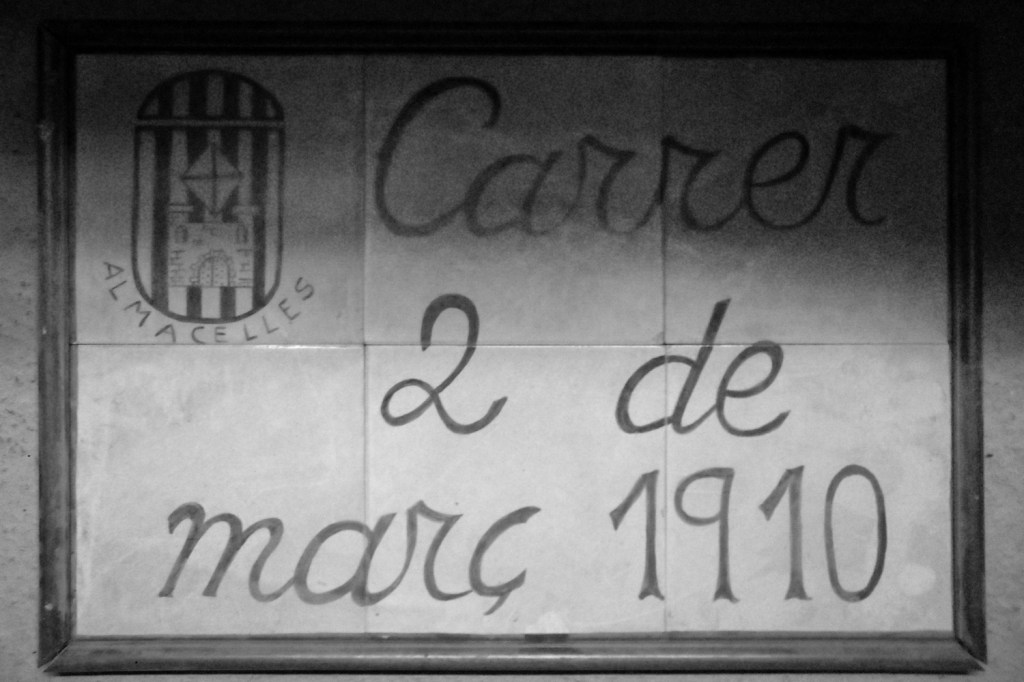 Carrer
ALMACELLES
2 de
març 1910